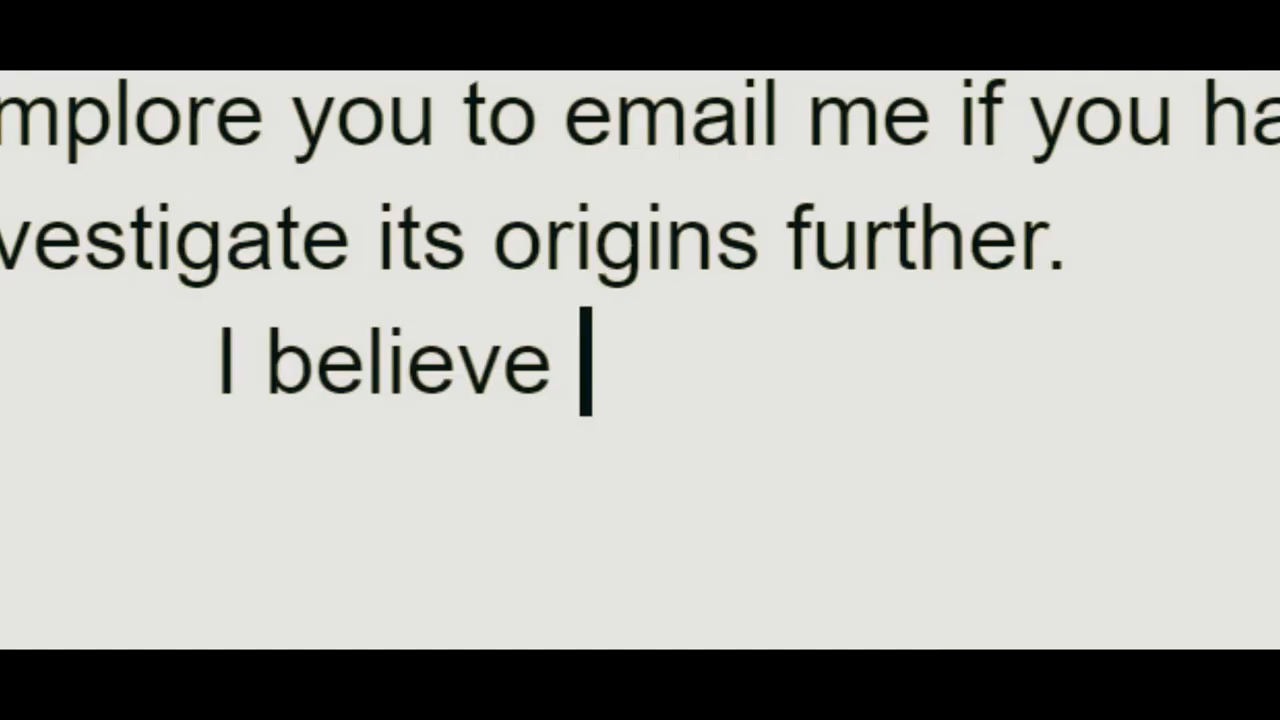 mplore you to email me if you ha
vestigate its origins further.
I believe